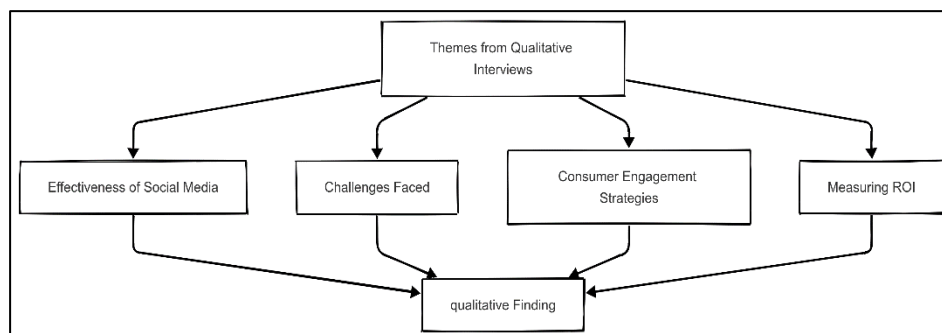 Themes from Qualitative
Interviews
Effectiveness of Social Media
Challenges Faced
Consumer Engagement
Strategies
Measuring ROI
qualitative Finding